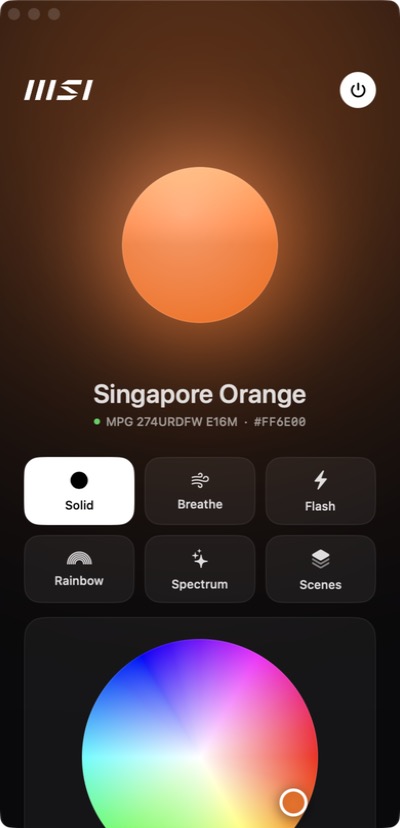 msi
Singapore Orange
MPG 274URDFW E16M · #FF6E00
Solid
Breathe
Flash
Rainbow
Spectrum
Scenes